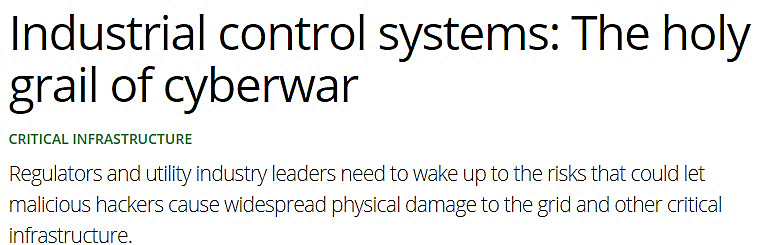 Industrial control systems: The holy
grail of cyberwar
CRITICAL INFRASTRUCTURE
Regulators and utility industry leaders need to wake up to the risks that could let
malicious hackers cause widespread physical damage to the grid and other critical
infrastructure.